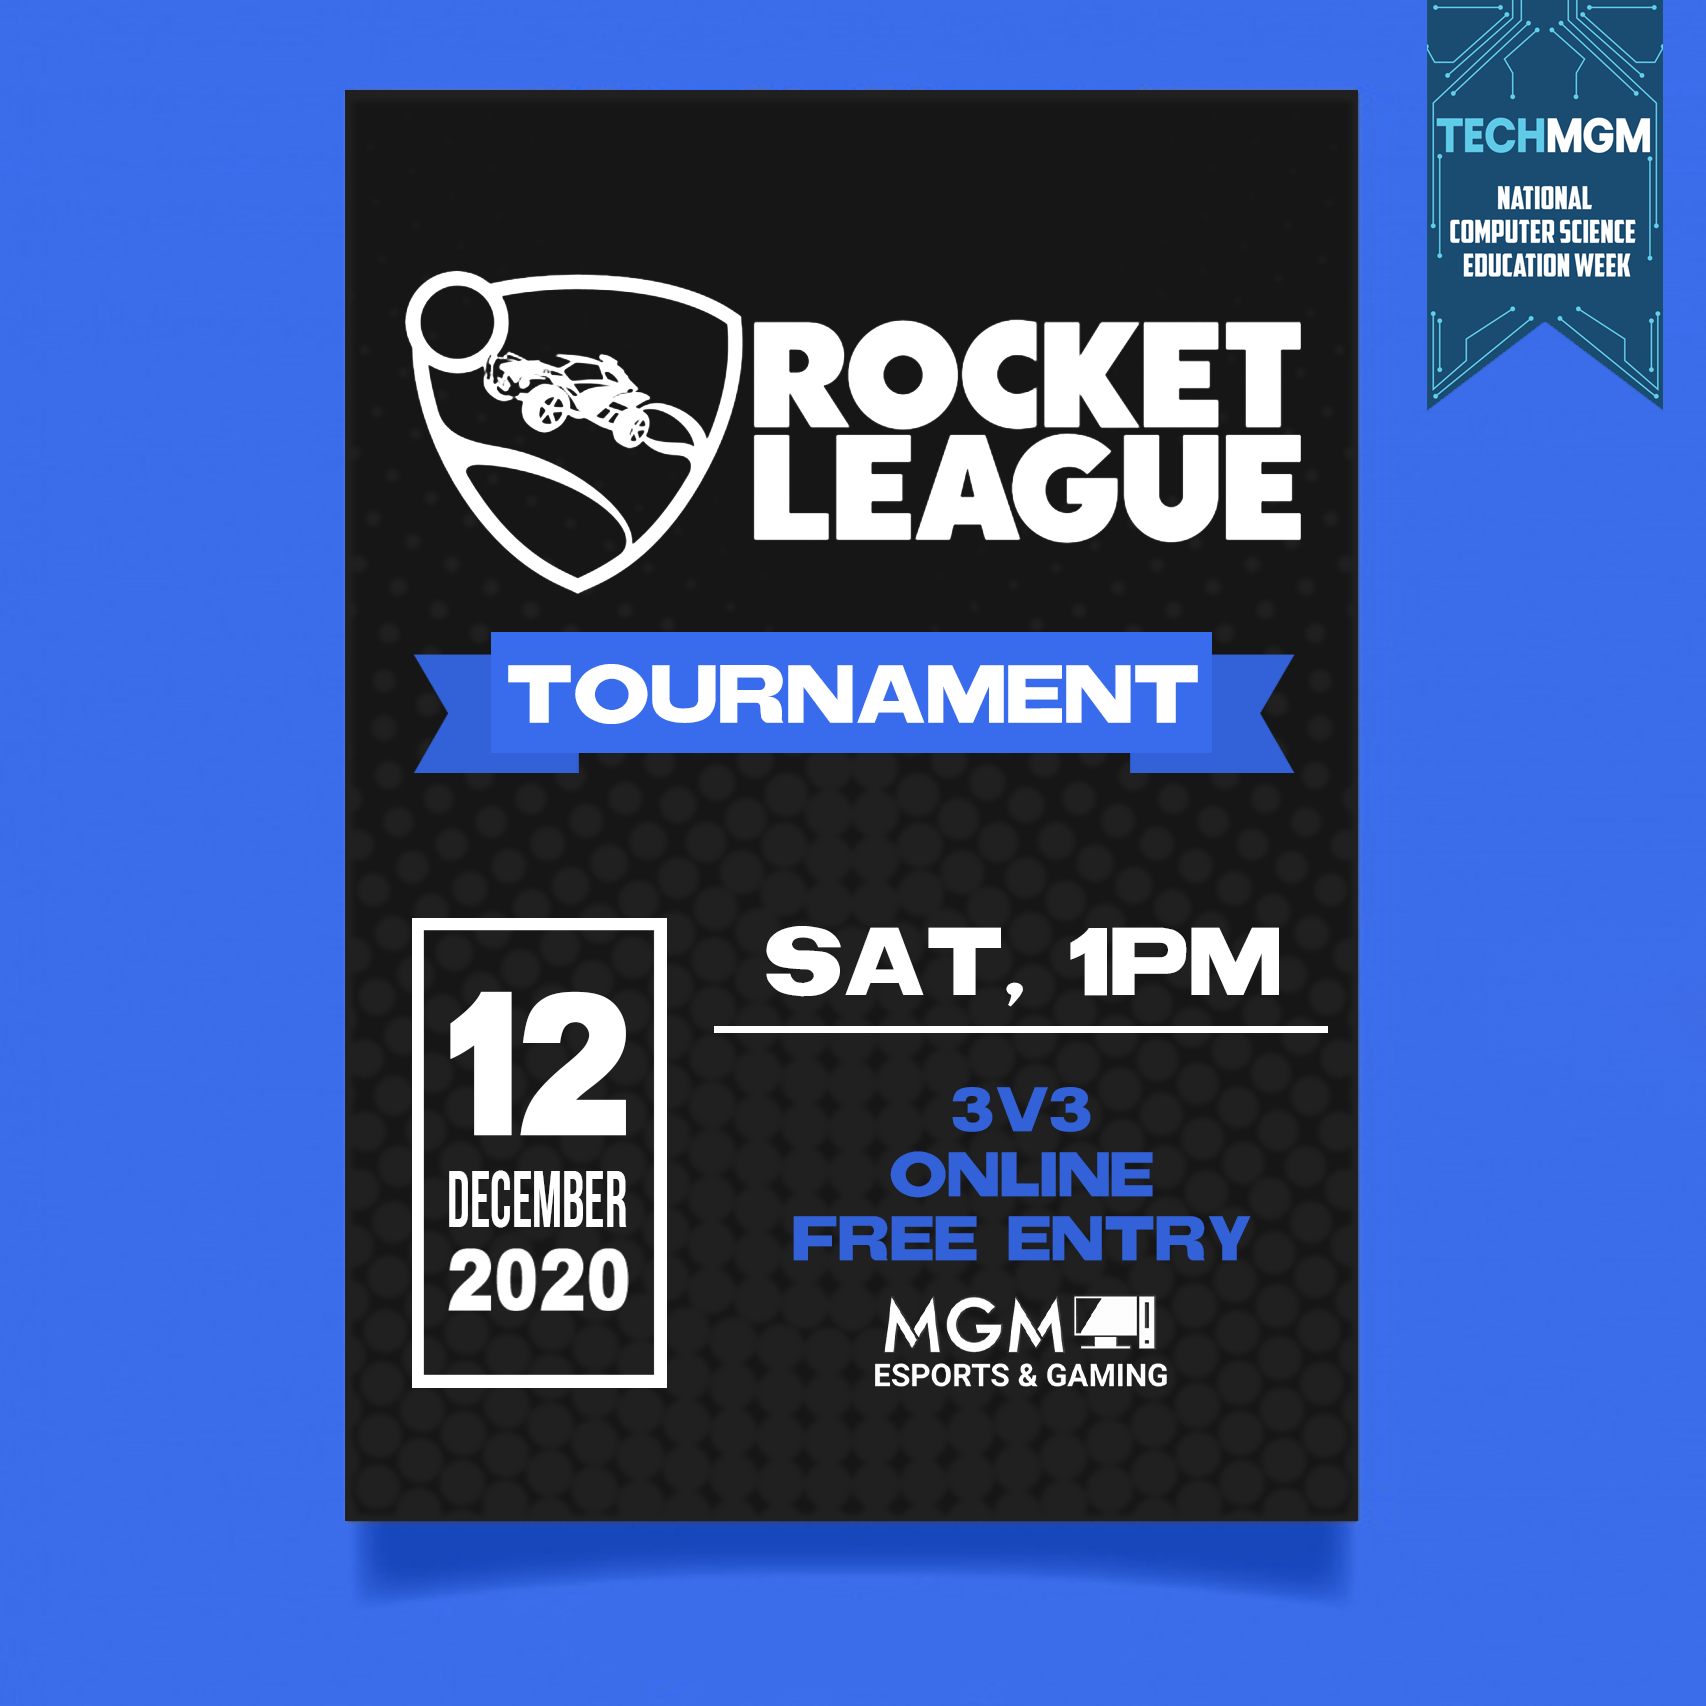 TECHMGM
NATIONAL
COMPUTER SCIENCE
EDUCATION WEEK
ROCKET
LEAGUE
TOURNAMENT
12
DECEMBER
2020
SAT, 1PM
3V3
ONLINE
FREE ENTRY
MGM
ESPORTS & GAMING